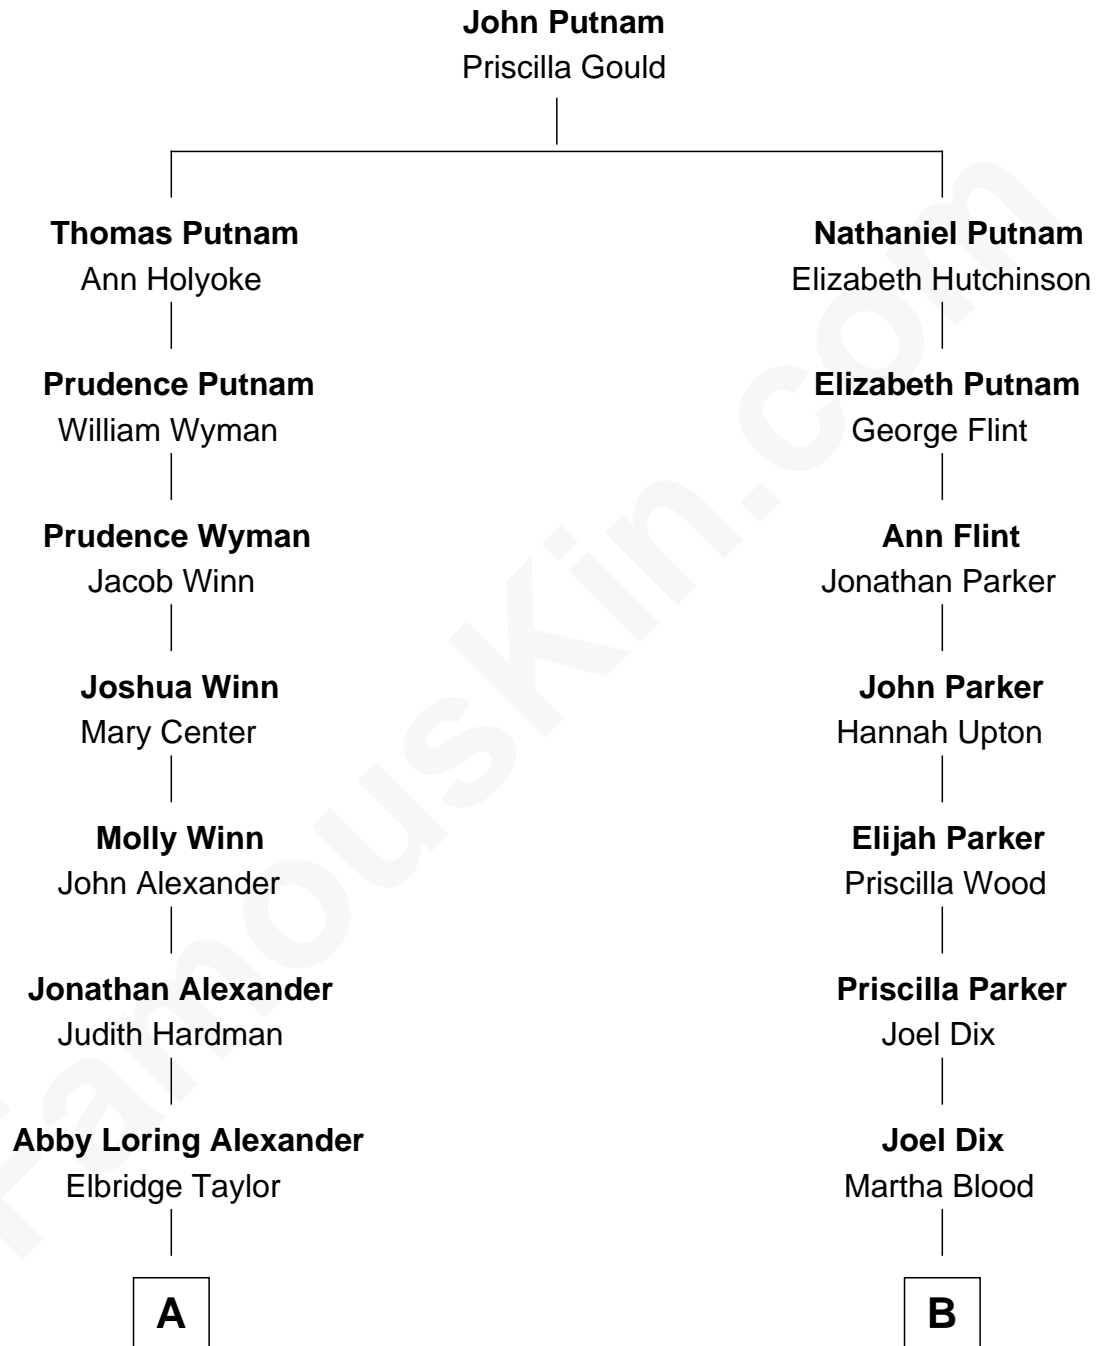 John Putnam
Priscilla Gould
Thomas Putnam
Ann Holyoke
Nathaniel Putnam
Elizabeth Hutchinson
Prudence Putnam
William Wyman
Elizabeth Putnam
George Flint
Prudence Wyman
Jacob Winn
Ann Flint
Jonathan Parker
Joshua Winn
Mary Center
John Parker
Hannah Upton
Molly Winn
John Alexander
Elijah Parker
Priscilla Wood
Jonathan Alexander
Judith Hardman
Priscilla Parker
Joel Dix
Abby Loring Alexander
Elbridge Taylor
Joel Dix
Martha Blood
A
B
FamousKin.com